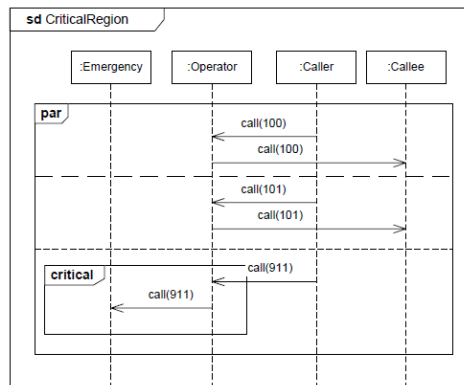 sd CriticalRegion
:Emergency :Operator :Caller :Callee
par
call(100)
call(100)
call(101)
call(101)
critical
call(911)
call(911)